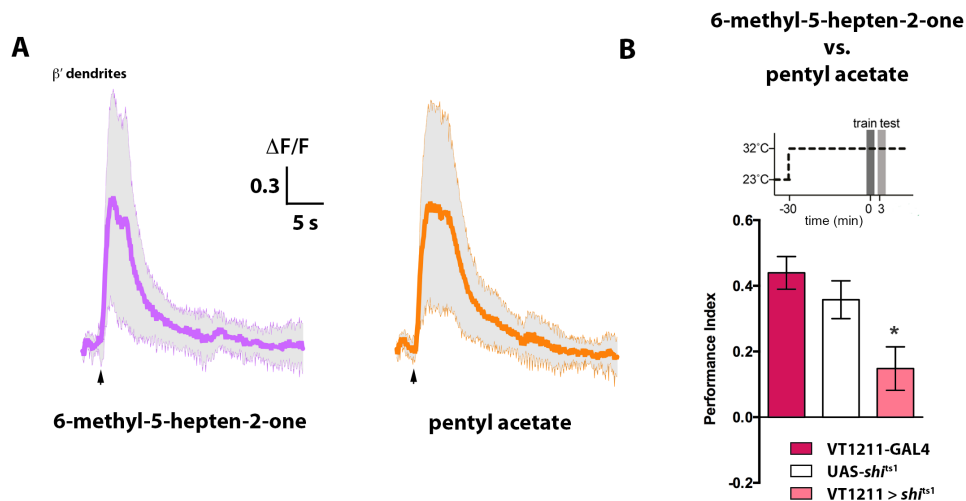 A
β' dendrites
ΔF/F
0.3
5 s
6-methyl-5-hepten-2-one
pentyl acetate
B
6-methyl-5-hepten-2-one
vs.
pentyl acetate
train test
32˚C
23˚C
-30
0
3
time (min)
Performance Index
0.6
0.4
0.2
0.0
-0.2
*
VT1211-GAL4
UAS-shiᵗˢ¹
VT1211 > shiᵗˢ¹